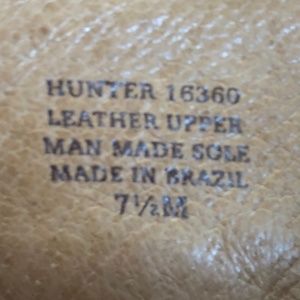 HUNTER 16360
LEATHER UPPER
MAN MADE SOLE
MADE IN BRAZIL
7½M